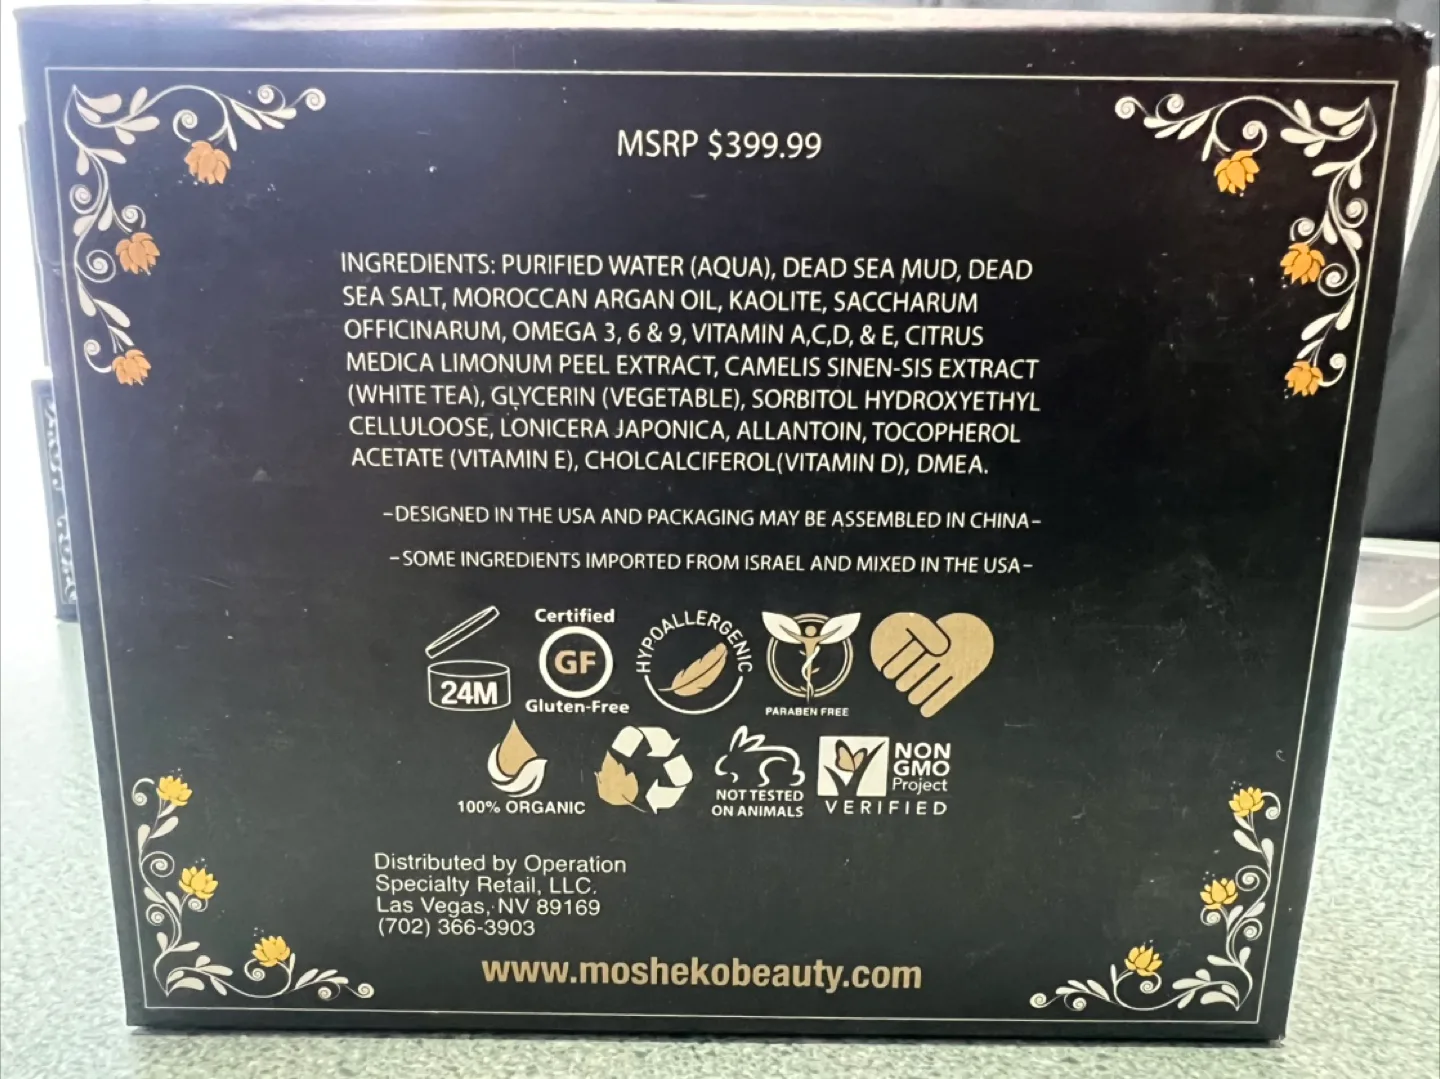 MSRP $399.99
INGREDIENTS: PURIFIED WATER (AQUA), DEAD SEA MUD, DEAD
SEA SALT, MOROCCAN ARGAN OIL, KAOLITE, SACCHARUM
OFFICINARUM, OMEGA 3, 6 & 9, VITAMIN A,C,D, & E, CITRUS
MEDICA LIMONUM PEEL EXTRACT, CAMELIS SINEN-SIS EXTRACT
(WHITE TEA), GLYCERIN (VEGETABLE), SORBITOL HYDROXYETHYL
CELLULOOSE, LONICERA JAPONICA, ALLANTOIN, TOCOPHEROL
ACETATE (VITAMIN E), CHOLCALCIFEROL(VITAMIN D), DMEA.
–DESIGNED IN THE USA AND PACKAGING MAY BE ASSEMBLED IN CHINA–
–SOME INGREDIENTS IMPORTED FROM ISRAEL AND MIXED IN THE USA–
24M
Certified
GF
Gluten-Free
HYPOALLERGENIC
PARABEN FREE
100% ORGANIC
NOT TESTED
ON ANIMALS
NON
GMO
Project
VERIFIED
Distributed by Operation
Specialty Retail, LLC.
Las Vegas, NV 89169
(702) 366-3903
www.moshekobeauty.com